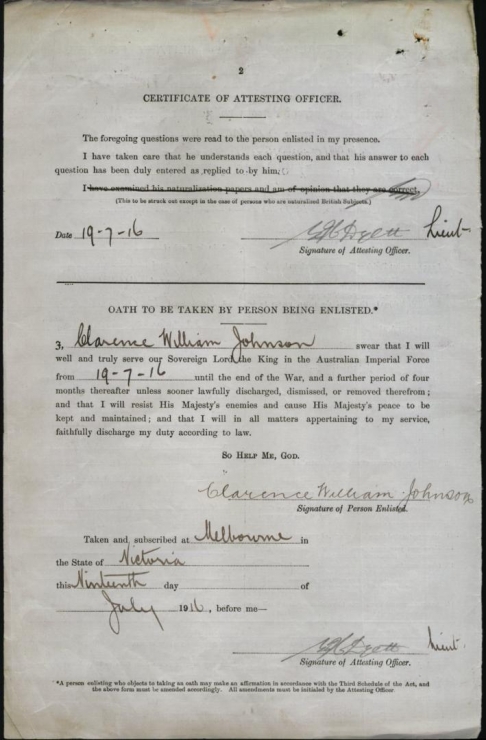 2
CERTIFICATE OF ATTESTING OFFICER.
The foregoing questions were read to the person enlisted in my presence.
I have taken care that he understands each question, and that his answer to each
question has been duly entered as replied to by him.
I have examined his naturalization papers and am of opinion that they are correct.
(This to be struck out except in the case of persons who are naturalized British Subjects.)
Date 19-7-16 Lieut
Signature of Attesting Officer.
OATH TO BE TAKEN BY PERSON BEING ENLISTED.*
3. Clarence William Johnson swear that I will
well and truly serve our Sovereign Lord the King in the Australian Imperial Force
from 19-7-16 until the end of the War, and a further period of four
months thereafter unless sooner lawfully discharged, dismissed, or removed therefrom ;
and that I will resist His Majesty's enemies and cause His Majesty's peace to be
kept and maintained ; and that I will in all matters appertaining to my service,
faithfully discharge my duty according to law.
SO HELP ME, GOD.
Clarence William Johnson
Signature of Person Enlisted.
Taken and subscribed at Melbourne in
the State of Victoria
this Ninteenth day of
July 1916, before me—
Lieut
Signature of Attesting Officer.
*A person enlisting who objects to taking an oath may make an affirmation in accordance with the Third Schedule of the Act, and
the above form must be amended accordingly. All amendments must be initialed by the Attesting Officer